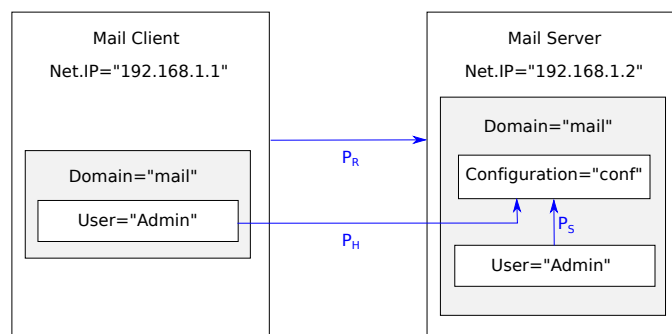 Mail Client
Net.IP="192.168.1.1"
Domain="mail"
User="Admin"
P_R
P_H
Mail Server
Net.IP="192.168.1.2"
Domain="mail"
Configuration="conf"
P_S
User="Admin"